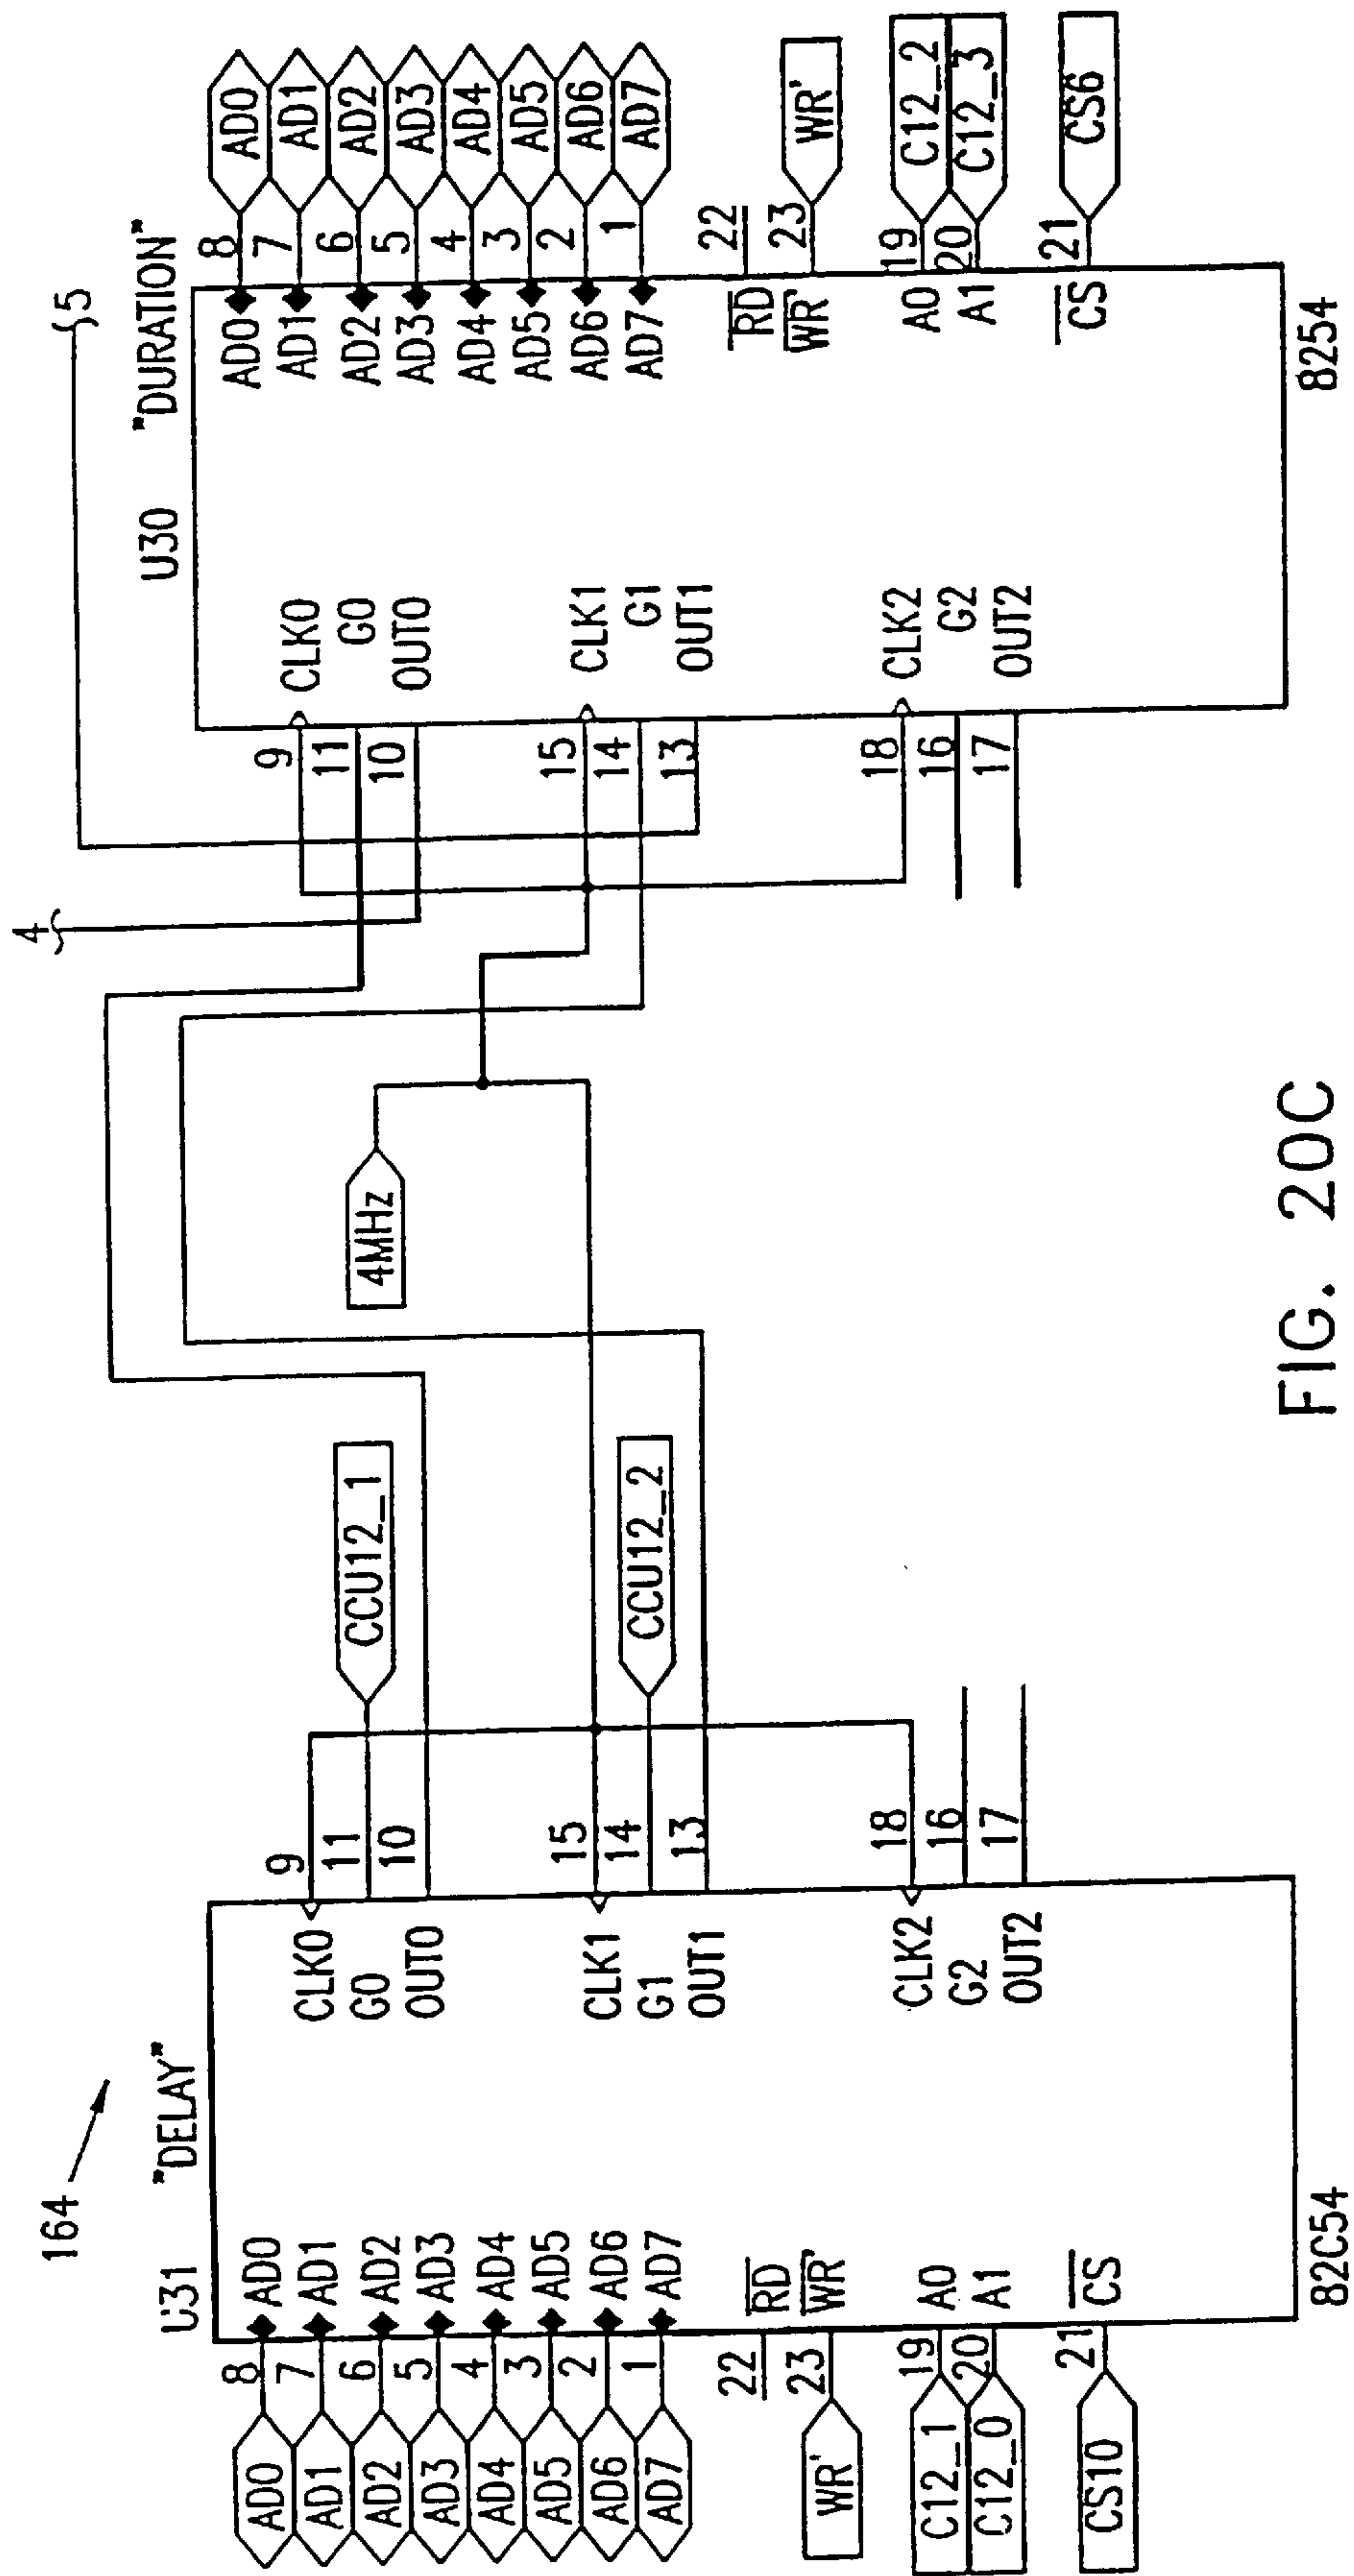 164
4
5
U31 "DELAY"
AD0 8 AD0
AD1 7 AD1
AD2 6 AD2
AD3 5 AD3
AD4 4 AD4
AD5 3 AD5
AD6 2 AD6
AD7 1 AD7
22 RD
WR' 23 WR
C12_1 19 A0
C12_0 20 A1
CS10 21 CS
CLK0 9
G0 11 CCU12_1
OUT0 10
CLK1 15
G1 14 CCU12_2
OUT1 13
CLK2 18
G2 16
OUT2 17
82C54
4MHz
U30 "DURATION"
9 CLK0
11 G0
10 OUT0
15 CLK1
14 G1
13 OUT1
18 CLK2
16 G2
17 OUT2
AD0 8 AD0
AD1 7 AD1
AD2 6 AD2
AD3 5 AD3
AD4 4 AD4
AD5 3 AD5
AD6 2 AD6
AD7 1 AD7
RD 22
WR 23 WR'
A0 19 C12_2
A1 20 C12_3
CS 21 CS6
8254
FIG. 20C